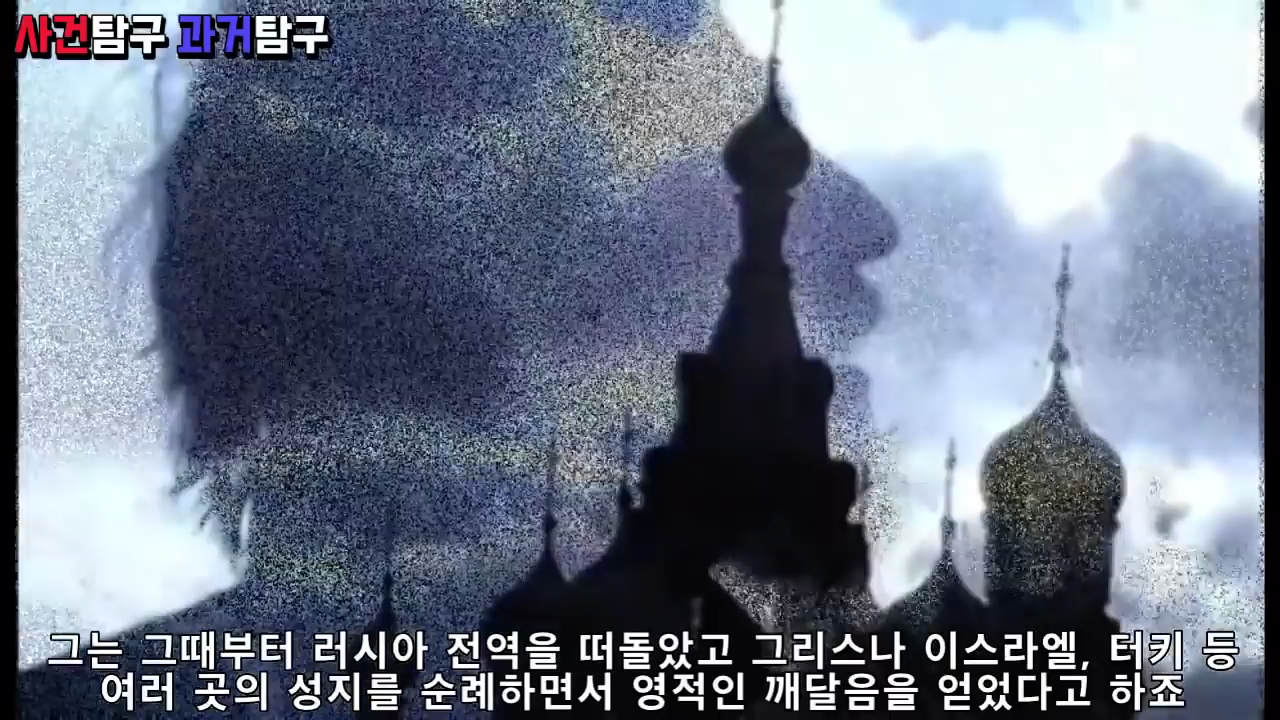 사건탐구 과거탐구
그는 그때부터 러시아 전역을 떠돌았고 그리스나 이스라엘, 터키 등
여러 곳의 성지를 순례하면서 영적인 깨달음을 얻었다고 하죠